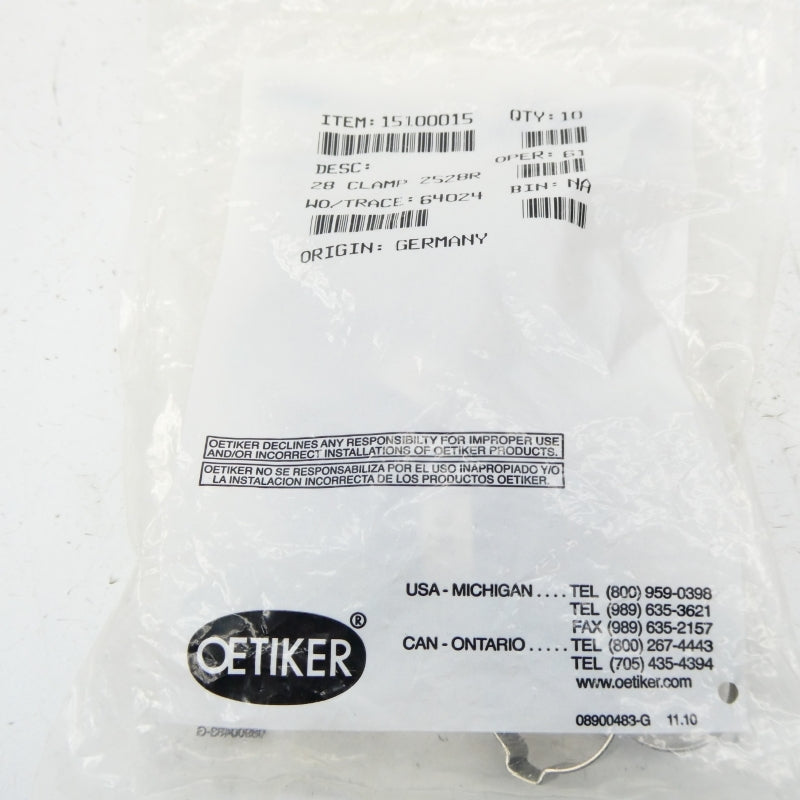 ITEM: 15100015 QTY: 10
DESC: OPER: 61
28 CLAMP 2528R BIN: NA
WO/TRACE: 64024
ORIGIN: GERMANY
OETIKER DECLINES ANY RESPONSIBILTY FOR IMPROPER USE
AND/OR INCORRECT INSTALLATIONS OF OETIKER PRODUCTS.
OETIKER NO SE RESPONSABILIZA POR EL USO INAPROPIADO Y/O
LA INSTALACION INCORRECTA DE LOS PRODUCTOS OETIKER.
USA - MICHIGAN .... TEL (800) 959-0398
TEL (989) 635-3621
FAX (989) 635-2157
CAN - ONTARIO ..... TEL (800) 267-4443
TEL (705) 435-4394
www.oetiker.com
OETIKER ®
08900483-G 11.10
08900483-G